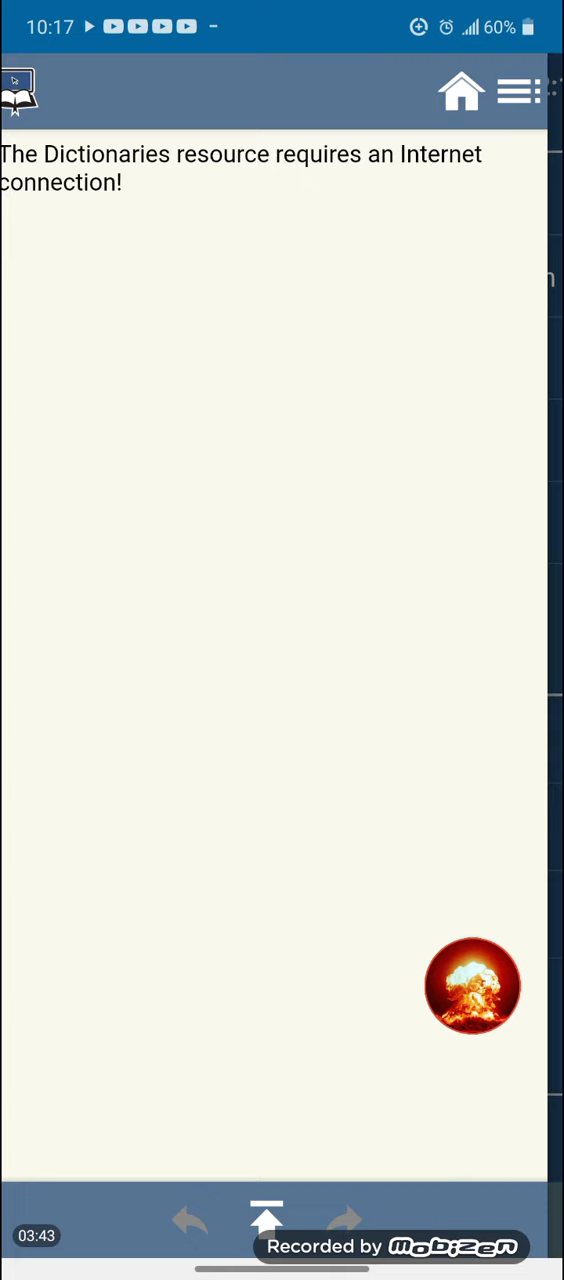 10:17
60%
The Dictionaries resource requires an Internet
connection!
03:43
Recorded by mobizen